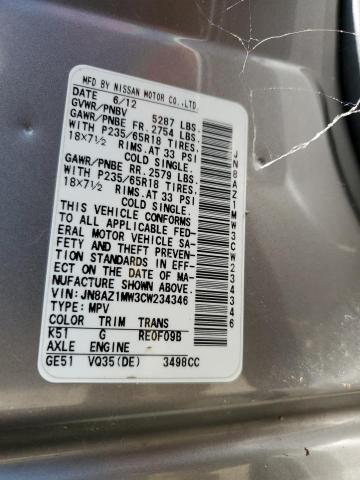 MFD BY NISSAN MOTOR CO.,LTD.
DATE 6/12
GVWR/PNBV 5287 LBS.
GAWR/PNBE FR. 2754 LBS.
WITH P235/65R18 TIRES.
18×7½ RIMS. AT 33 PSI
COLD SINGLE.
GAWR/PNBE RR. 2579 LBS.
WITH P235/65R18 TIRES.
18×7½ RIMS. AT 33 PSI
COLD SINGLE.
THIS VEHICLE CONFORMS
TO ALL APPLICABLE FED-
ERAL MOTOR VEHICLE SA-
FETY AND THEFT PREVEN-
TION STANDARDS IN EFF-
ECT ON THE DATE OF MA-
NUFACTURE SHOWN ABOVE.
VIN: JN8AZ1MW3CW234346
TYPE: MPV
COLOR TRIM TRANS
K51 G RE0F09B
AXLE ENGINE
GE51 VQ35(DE) 3498CC
JN8AZ1MW3CW234346